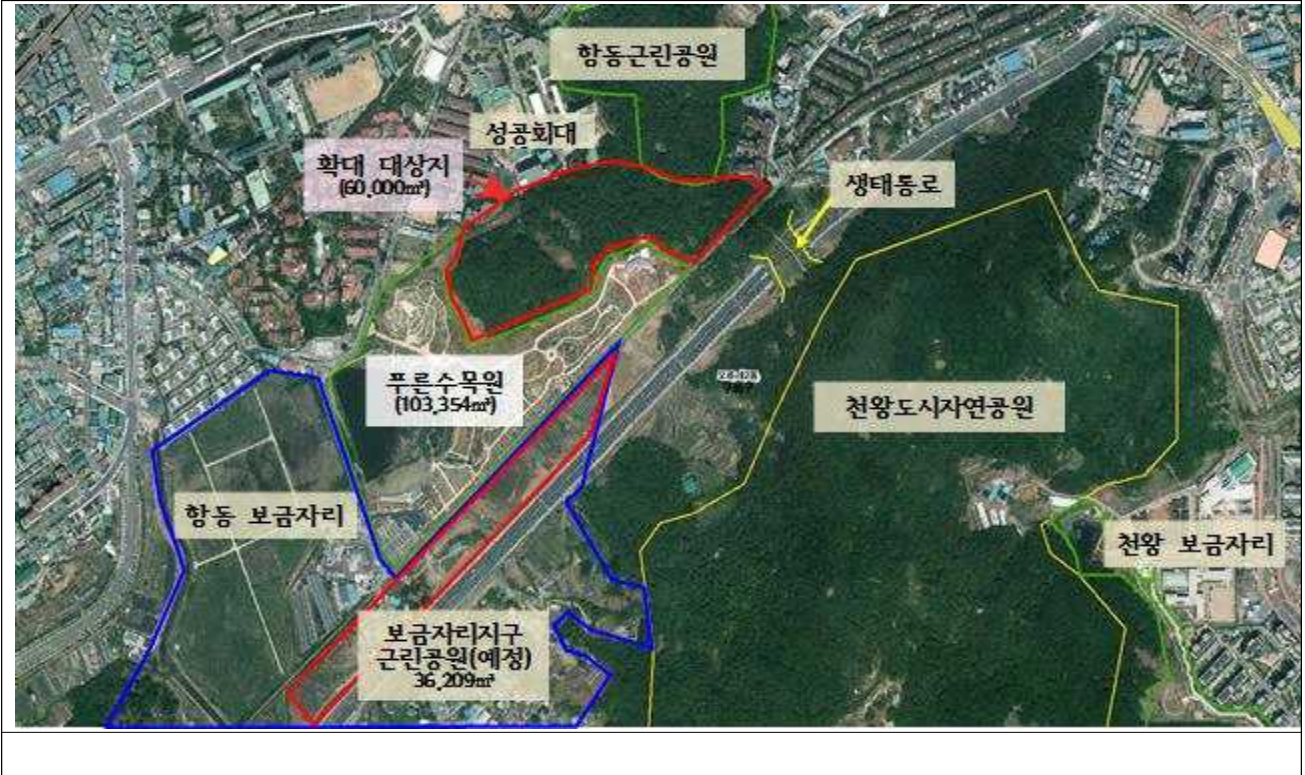 항동근린공원
성공회대
확대 대상지
(60,000㎡)
생태통로
푸른수목원
(103,354㎡)
천왕도시자연공원
항동 보금자리
천왕 보금자리
보금자리지구
근린공원(예정)
36,209㎡